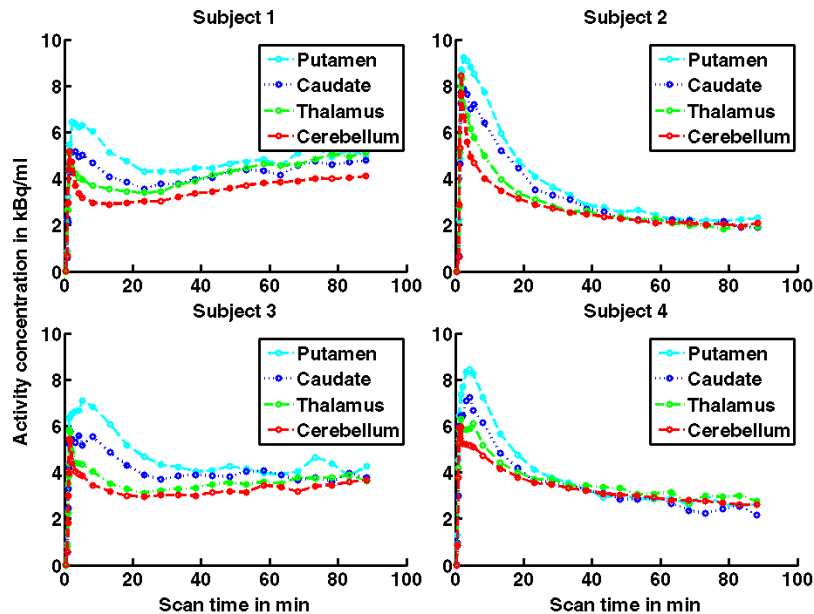 Subject 1
Subject 2
10
8
6
4
2
0
Putamen
Caudate
Thalamus
Cerebellum
0 20 40 60 80 100
10
8
6
4
2
0
Putamen
Caudate
Thalamus
Cerebellum
0 20 40 60 80 100
Activity concentration in kBq/ml
Subject 3
Subject 4
10
8
6
4
2
0
Putamen
Caudate
Thalamus
Cerebellum
0 20 40 60 80 100
Scan time in min
10
8
6
4
2
0
Putamen
Caudate
Thalamus
Cerebellum
0 20 40 60 80 100
Scan time in min